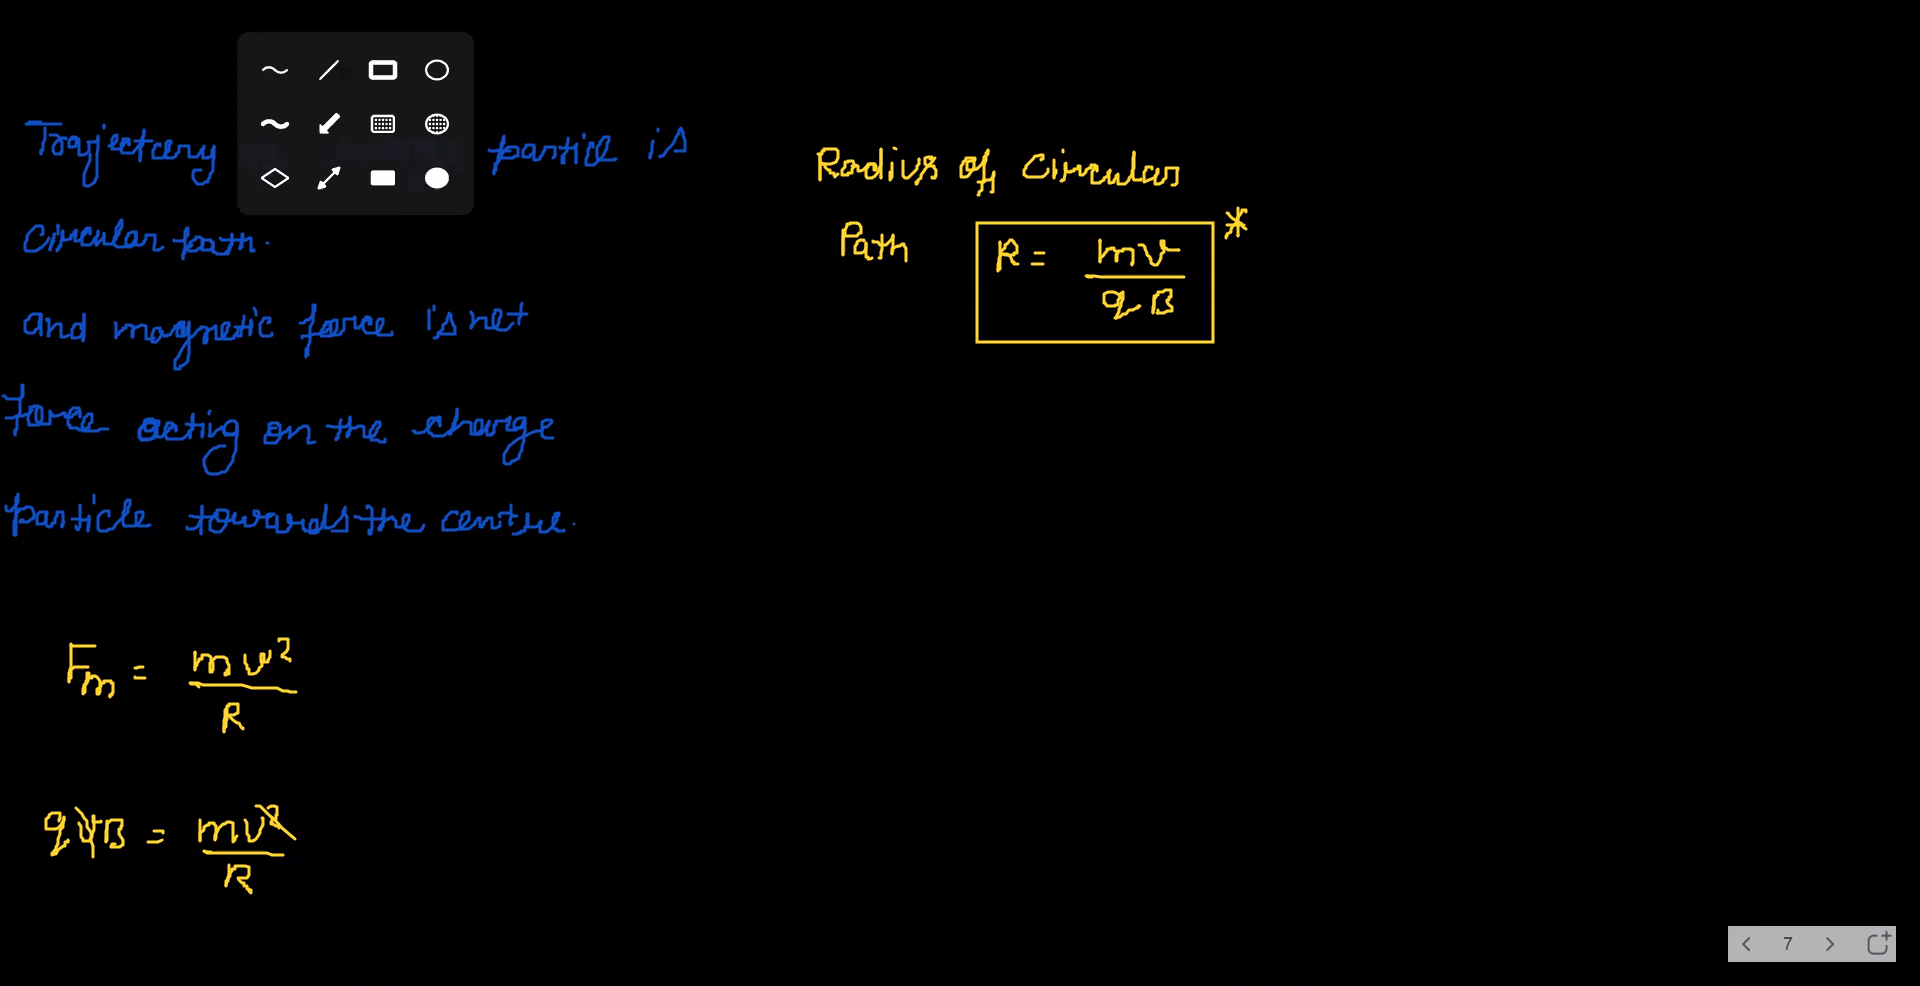 Trajectory particle is
circular path.
and magnetic force is net
force acting on the charge
particle towards the centre.
Fm = mv²/R
qvB = mv²/R
Radius of Circular
Path R = mv/qB *
7